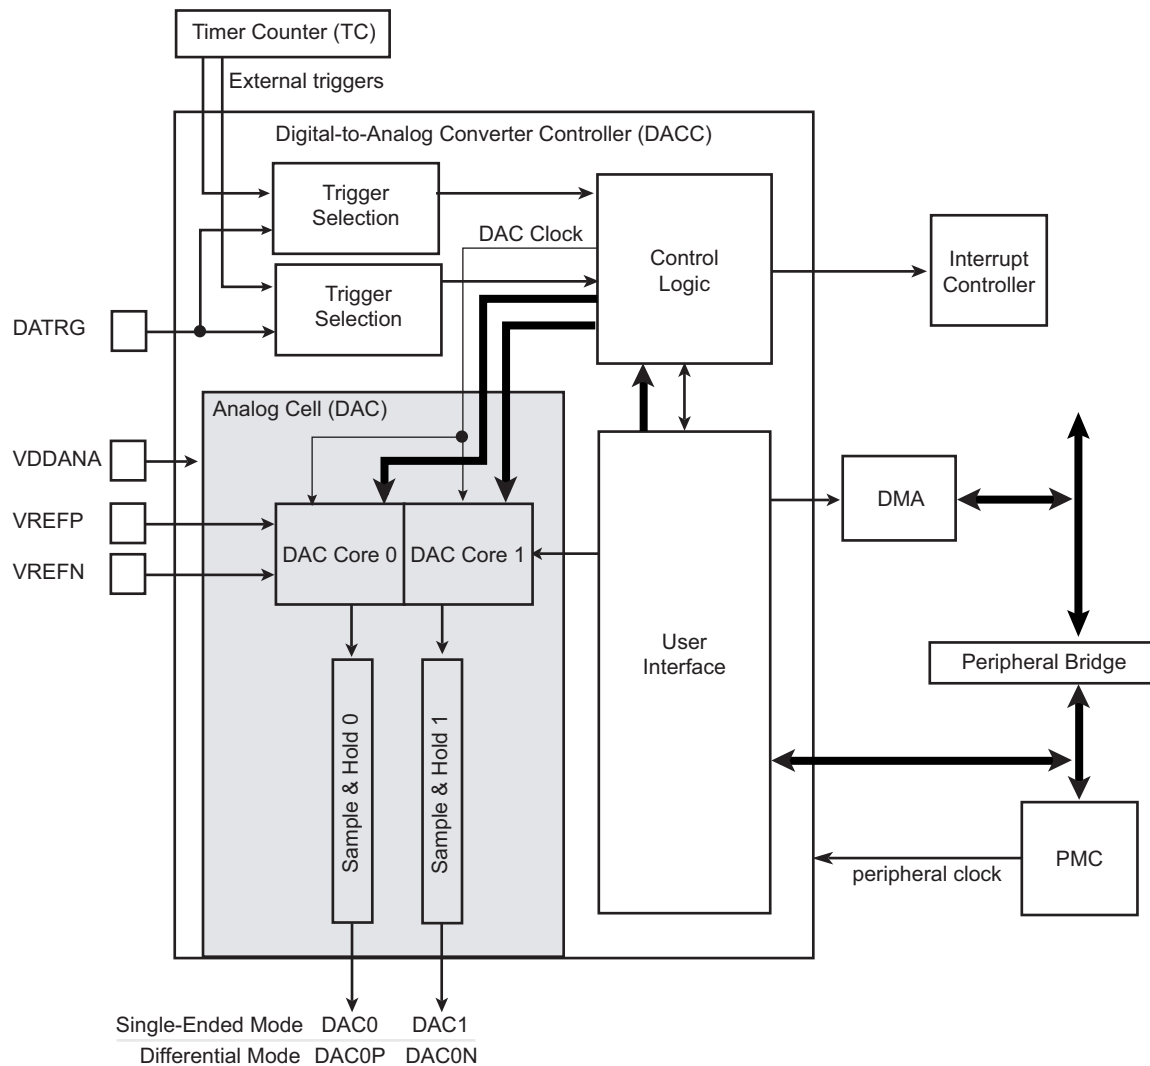 Timer Counter (TC)
External triggers
Digital-to-Analog Converter Controller (DACC)
Trigger
Selection
DAC Clock
Control
Logic
Interrupt
Controller
Trigger
Selection
DATRG
Analog Cell (DAC)
VDDANA
VREFP
VREFN
DAC Core 0
DAC Core 1
DMA
User
Interface
Peripheral Bridge
Sample & Hold 0
Sample & Hold 1
PMC
peripheral clock
Single-Ended Mode DAC0 DAC1
Differential Mode DAC0P DAC0N